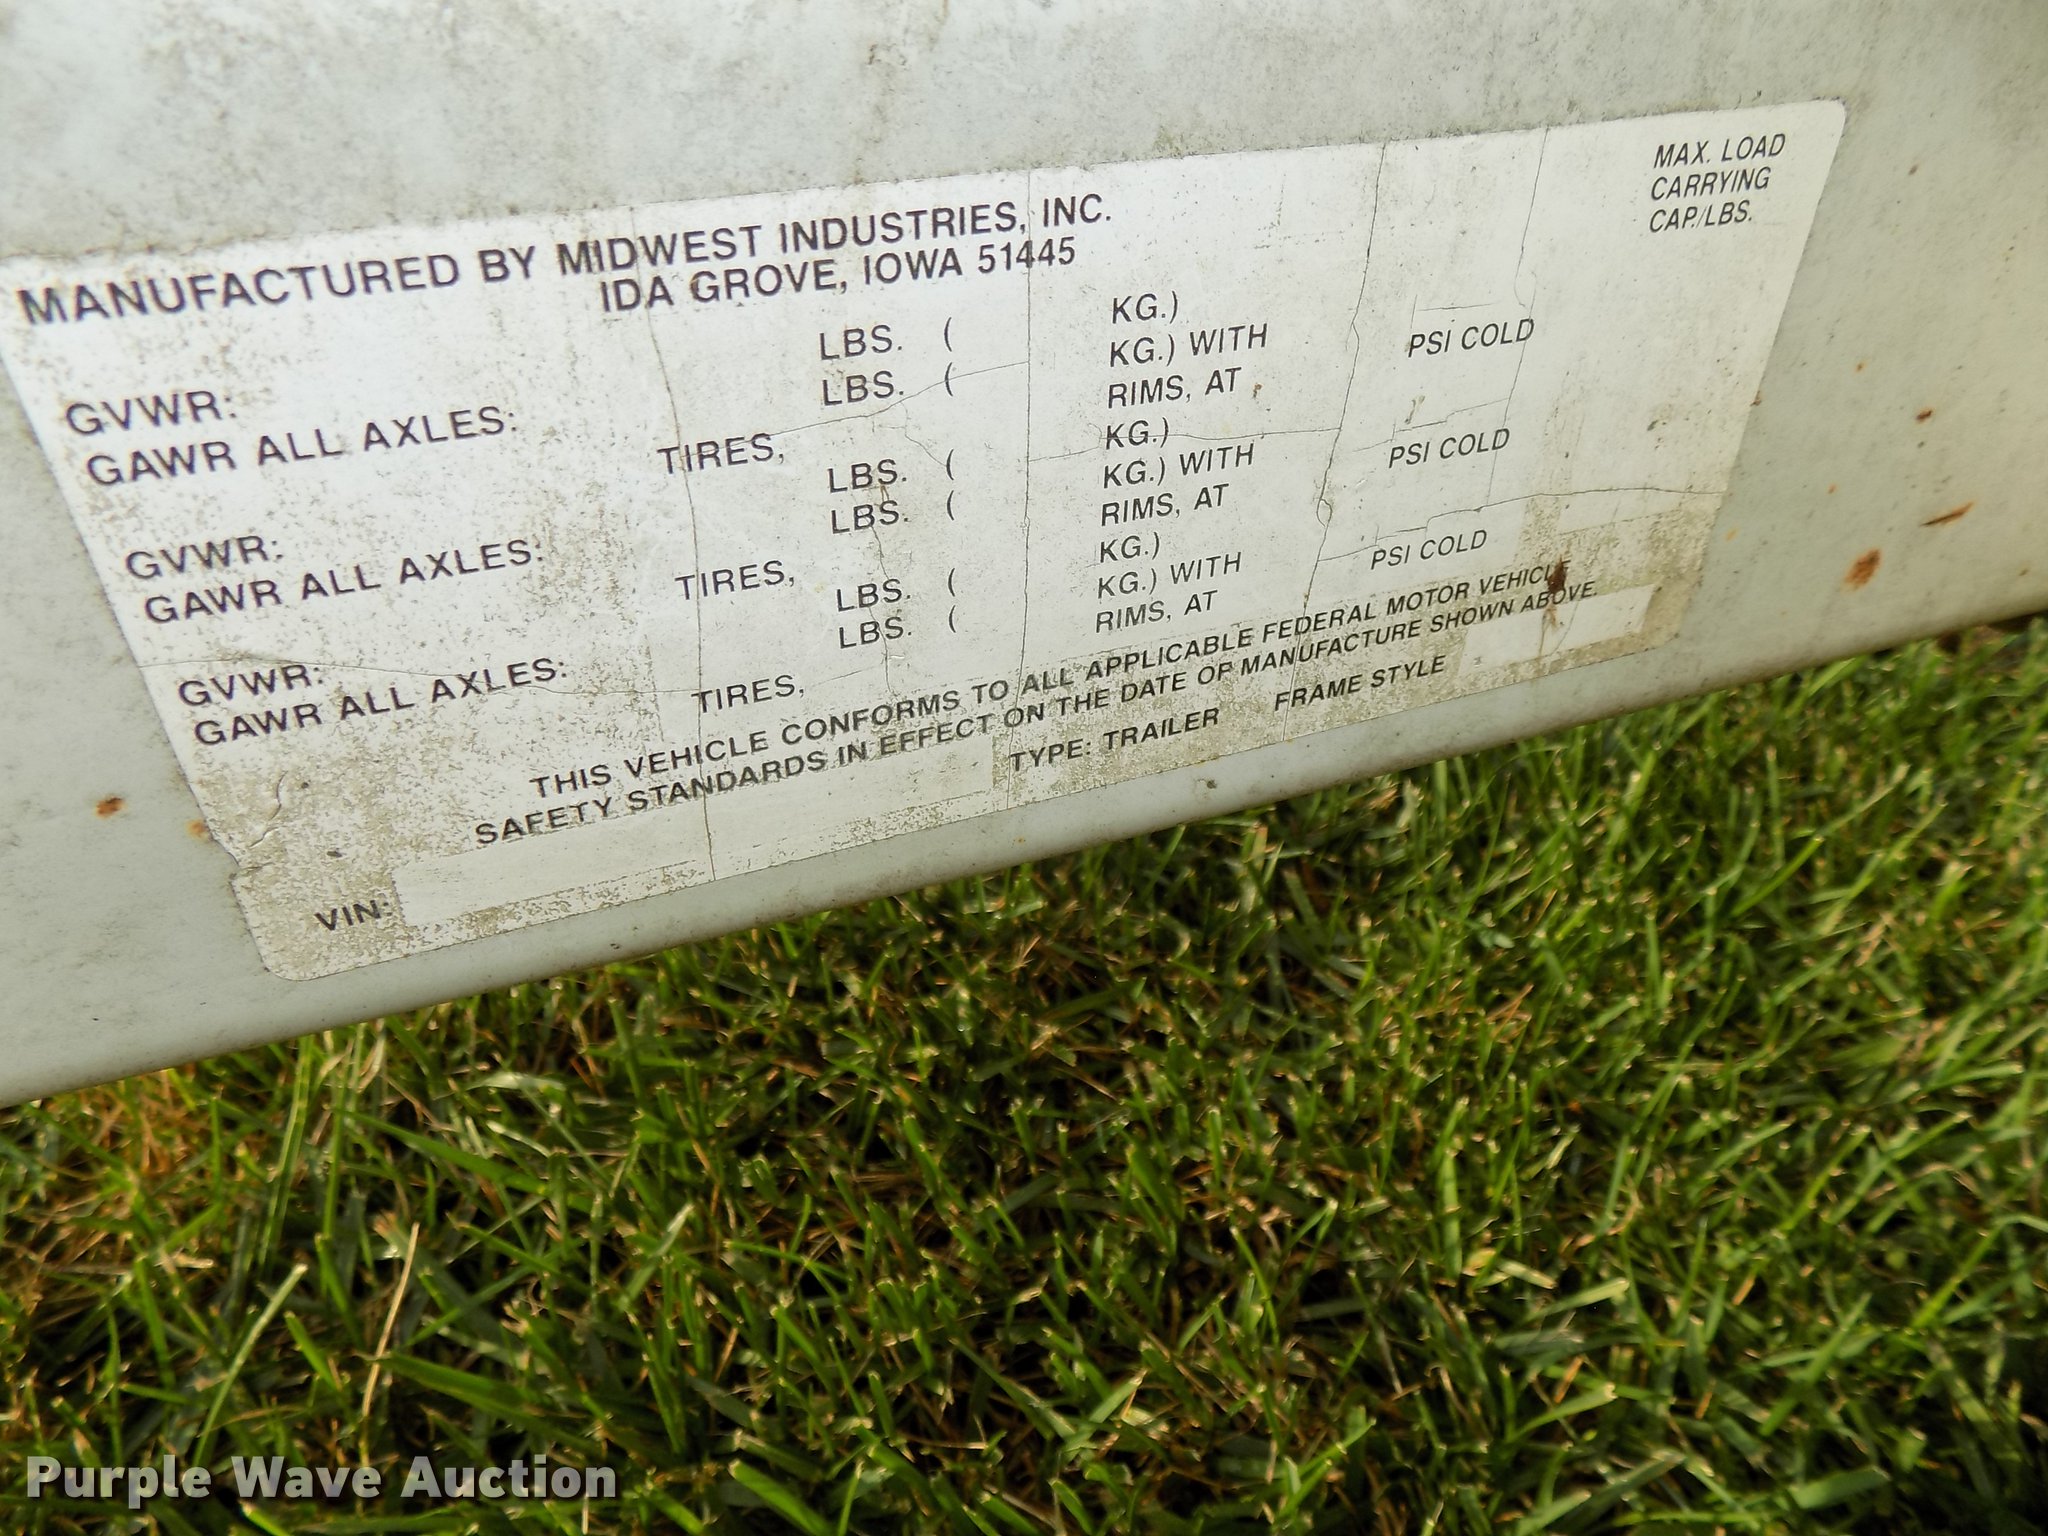 MANUFACTURED BY MIDWEST INDUSTRIES, INC.
IDA GROVE, IOWA 51445
MAX. LOAD
CARRYING
CAP./LBS.
GVWR: LBS. ( KG.)
GAWR ALL AXLES: LBS. ( KG.) WITH
TIRES, RIMS, AT PSI COLD
GVWR: LBS. ( KG.)
GAWR ALL AXLES: LBS. ( KG.) WITH
TIRES, RIMS, AT PSI COLD
GVWR: LBS. ( KG.)
GAWR ALL AXLES: LBS. ( KG.) WITH
TIRES, RIMS, AT PSI COLD
THIS VEHICLE CONFORMS TO ALL APPLICABLE FEDERAL MOTOR VEHICLE
SAFETY STANDARDS IN EFFECT ON THE DATE OF MANUFACTURE SHOWN ABOVE.
VIN: TYPE: TRAILER FRAME STYLE
Purple Wave Auction